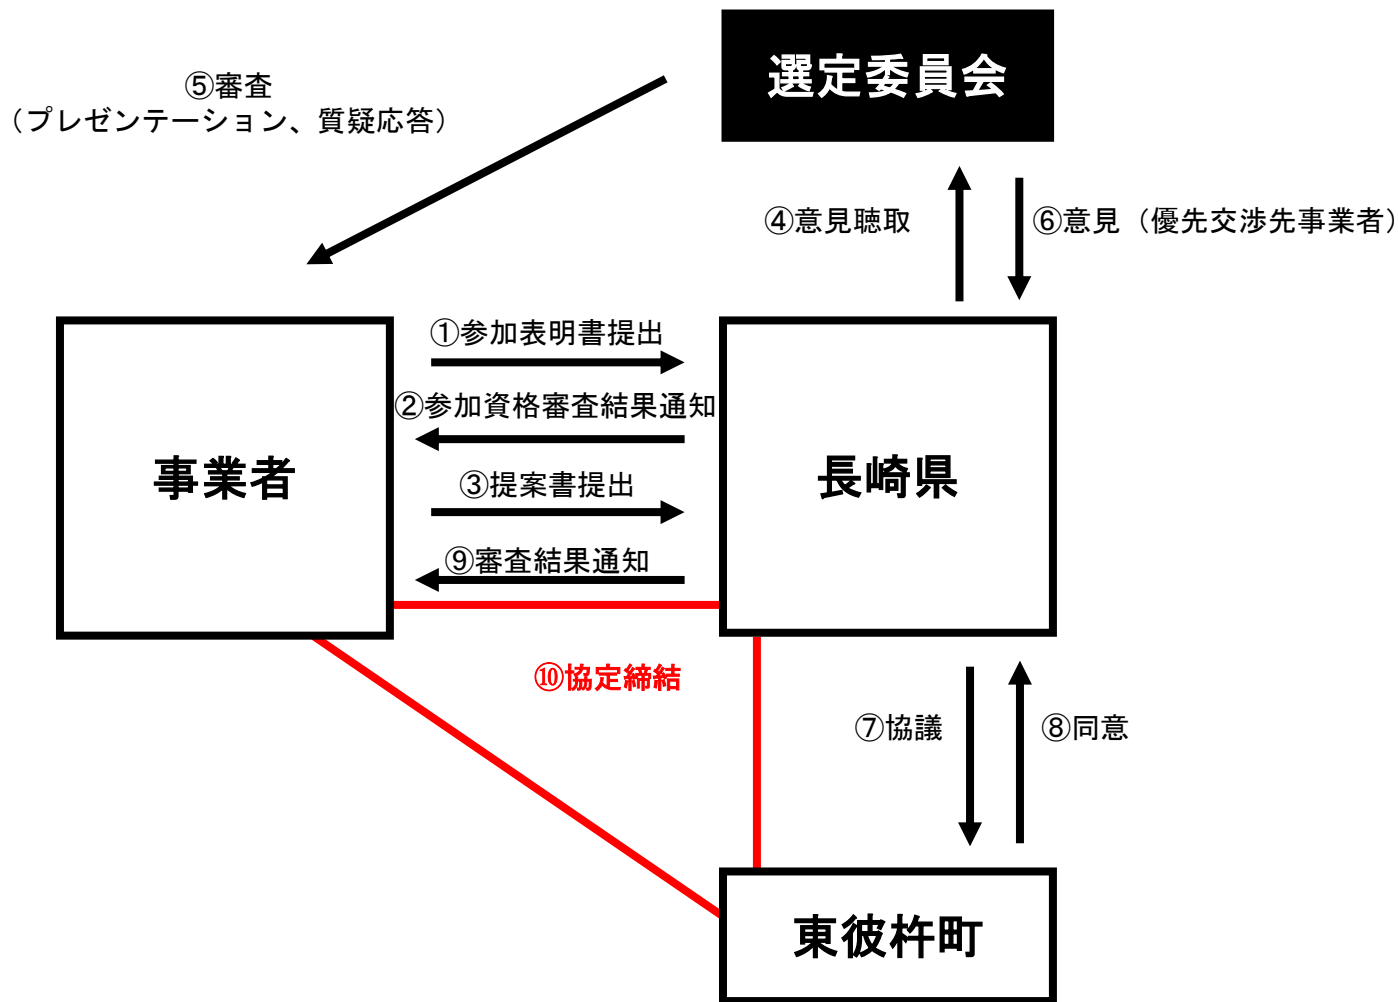 選定委員会
⑤審査
（プレゼンテーション、質疑応答）
④意見聴取
⑥意見（優先交渉先事業者）
①参加表明書提出
②参加資格審査結果通知
事業者
③提案書提出
長崎県
⑨審査結果通知
⑩協定締結
⑦協議
⑧同意
東彼杵町